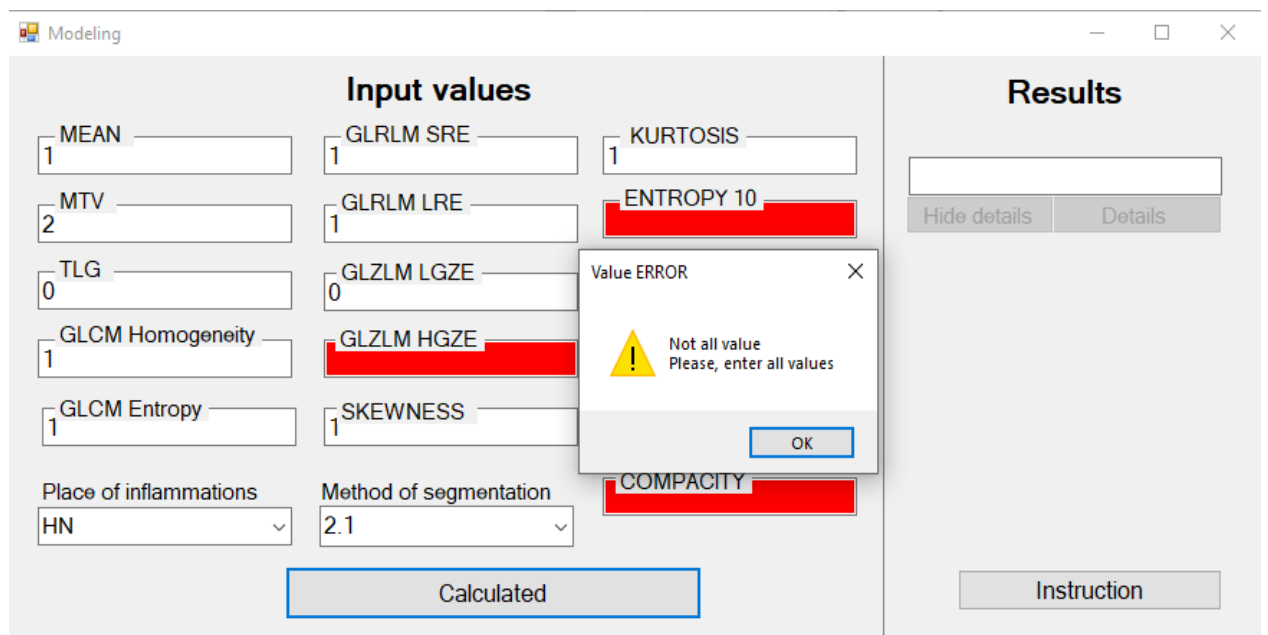 Modeling
Input values
Results
MEAN
1
GLRLM SRE
1
KURTOSIS
1
MTV
2
GLRLM LRE
1
ENTROPY 10
Hide details
Details
TLG
0
GLZLM LGZE
0
Value ERROR
Not all value
Please, enter all values
OK
GLCM Homogeneity
1
GLZLM HGZE
GLCM Entropy
1
SKEWNESS
1
COMPACITY
Place of inflammations
HN
Method of segmentation
2.1
Calculated
Instruction